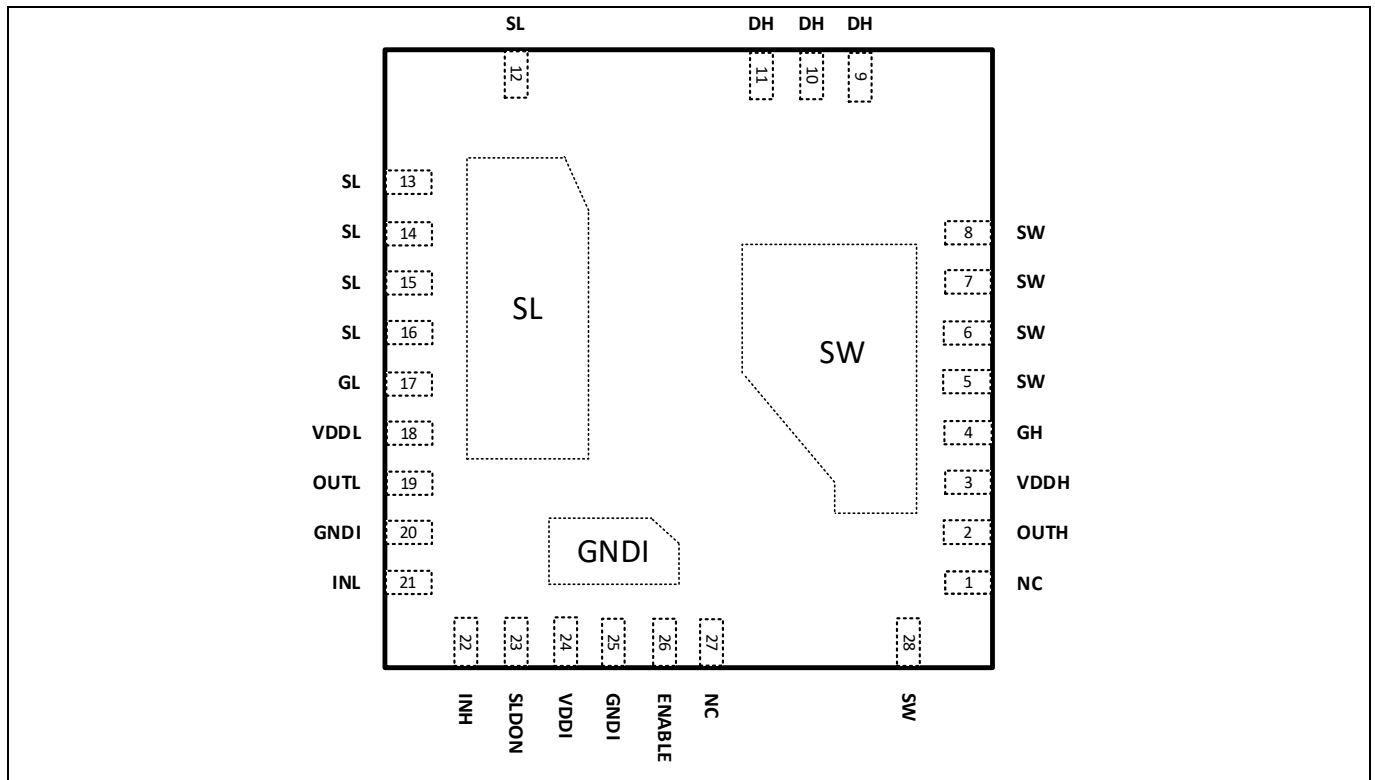 SL DH DH DH
12 11 10 9
SL 13
SL 14 8 SW
SL 15 7 SW
SL
SL 16 6 SW
SW
GL 17 5 SW
VDDL 18 4 GH
OUTL 19 3 VDDH
GNDI 20 2 OUTH
GNDI
INL 21 1 NC
22 23 24 25 26 27 28
INH SLDON VDDI GNDI ENABLE NC SW